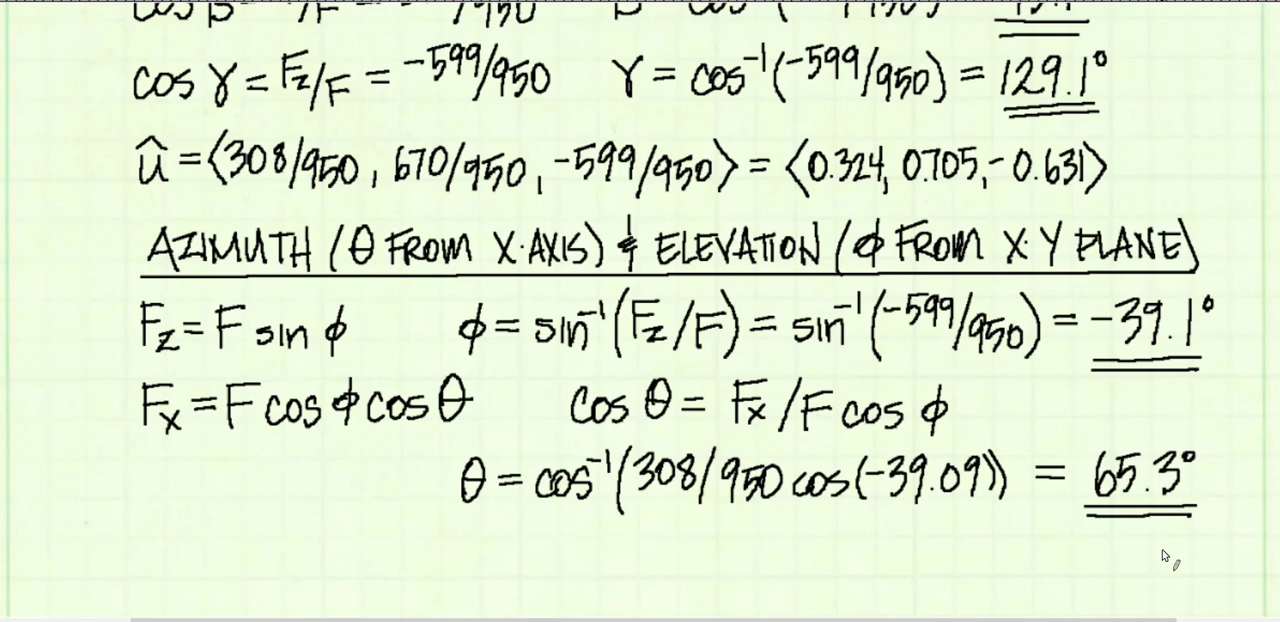 cos γ = Fz/F = -599/950 γ = cos⁻¹(-599/950) = 129.1°
û = ⟨308/950, 670/950, -599/950⟩ = ⟨0.324, 0.705, -0.631⟩
AZIMUTH (θ FROM X-AXIS) & ELEVATION (ϕ FROM X-Y PLANE)
Fz = F sin ϕ ϕ = sin⁻¹(Fz/F) = sin⁻¹(-599/950) = -39.1°
Fx = F cos ϕ cos θ cos θ = Fx/F cos ϕ
θ = cos⁻¹(308/950 cos(-39.09)) = 65.3°